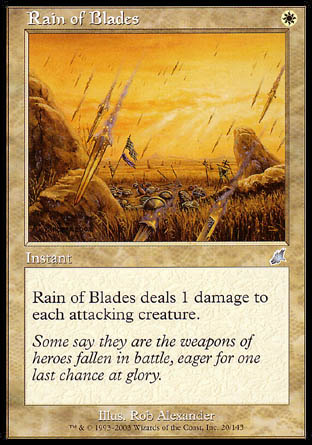 Rain of Blades
Instant
Rain of Blades deals 1 damage to
each attacking creature.
Some say they are the weapons of
heroes fallen in battle, eager for one
last chance at glory.
Illus. Rob Alexander
™ & © 1993-2003 Wizards of the Coast, Inc. 20/143